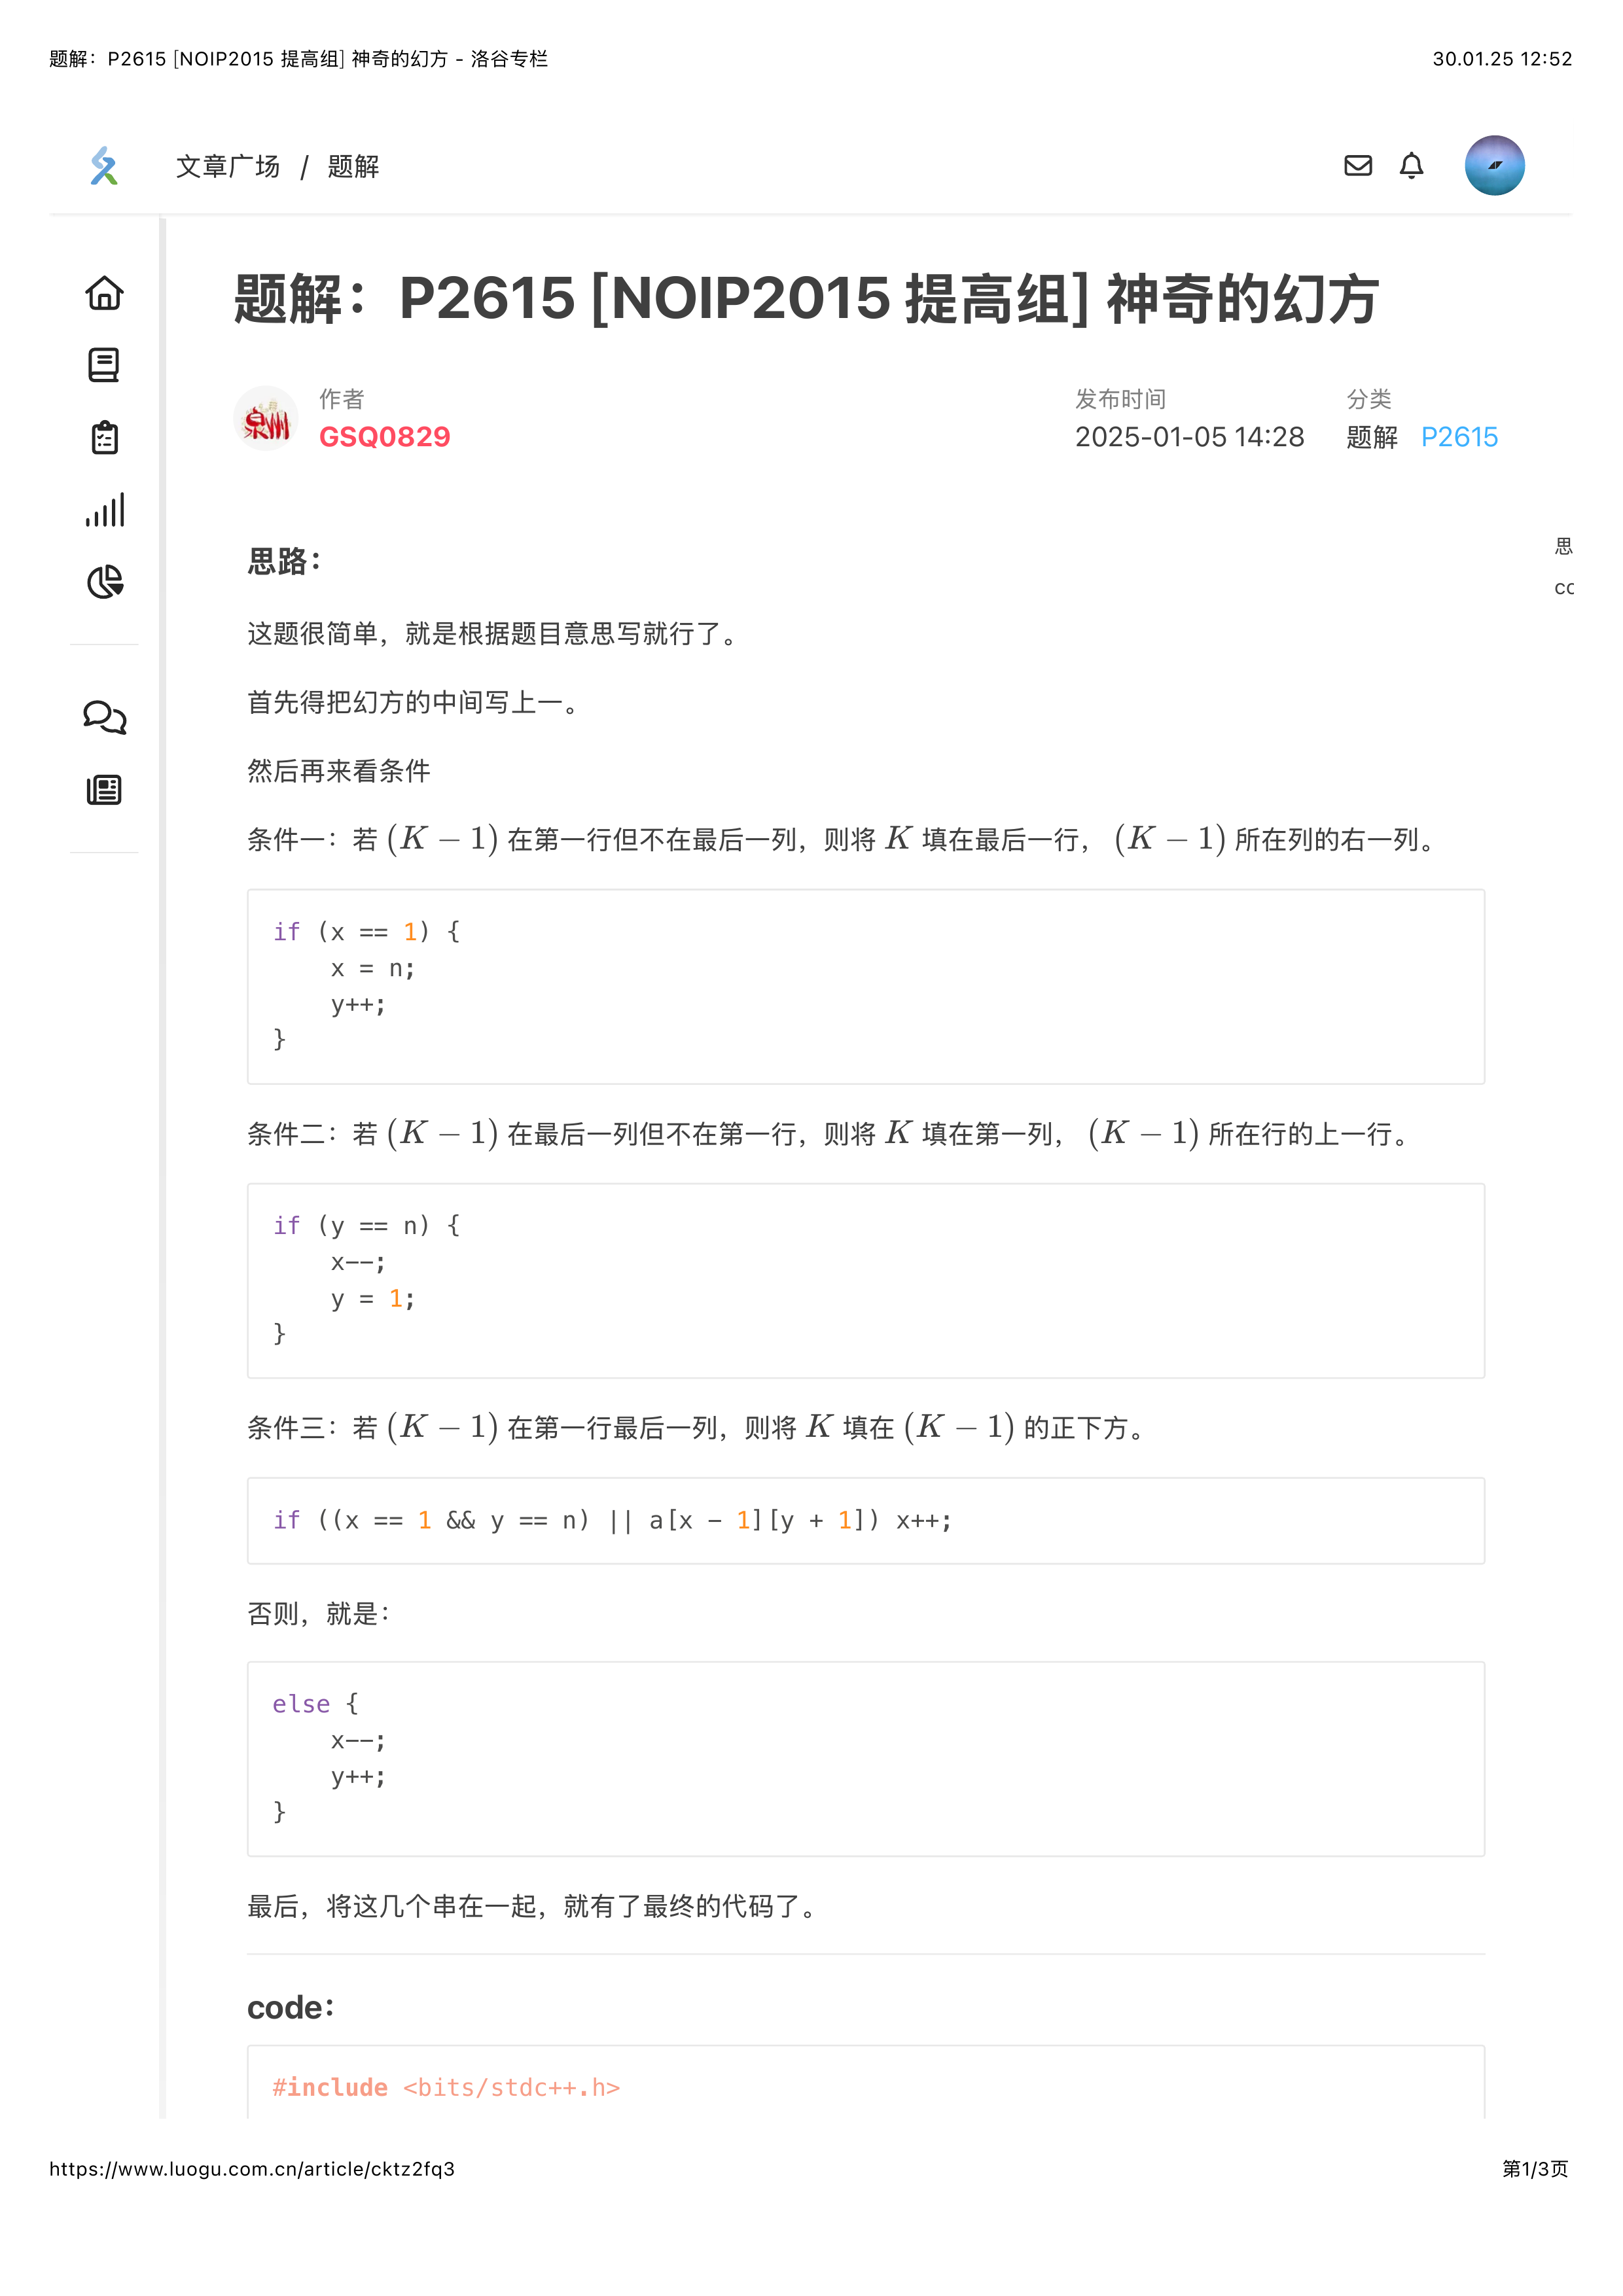 题解：P2615 [NOIP2015 提高组] 神奇的幻方 - 洛谷专栏
30.01.25 12:52
文章广场 / 题解
题解：P2615 [NOIP2015 提高组] 神奇的幻方
泉州
作者
GSQ0829
发布时间
2025-01-05 14:28
分类
题解 P2615
思路：
思
co
这题很简单，就是根据题目意思写就行了。
首先得把幻方的中间写上一。
然后再来看条件
条件一：若 (K − 1) 在第一行但不在最后一列，则将 K 填在最后一行， (K − 1) 所在列的右一列。
if (x == 1) {
    x = n;
    y++;
}
条件二：若 (K − 1) 在最后一列但不在第一行，则将 K 填在第一列， (K − 1) 所在行的上一行。
if (y == n) {
    x--;
    y = 1;
}
条件三：若 (K − 1) 在第一行最后一列，则将 K 填在 (K − 1) 的正下方。
if ((x == 1 && y == n) || a[x - 1][y + 1]) x++;
否则，就是：
else {
    x--;
    y++;
}
最后，将这几个串在一起，就有了最终的代码了。
code：
#include <bits/stdc++.h>
https://www.luogu.com.cn/article/cktz2fq3
第1/3页